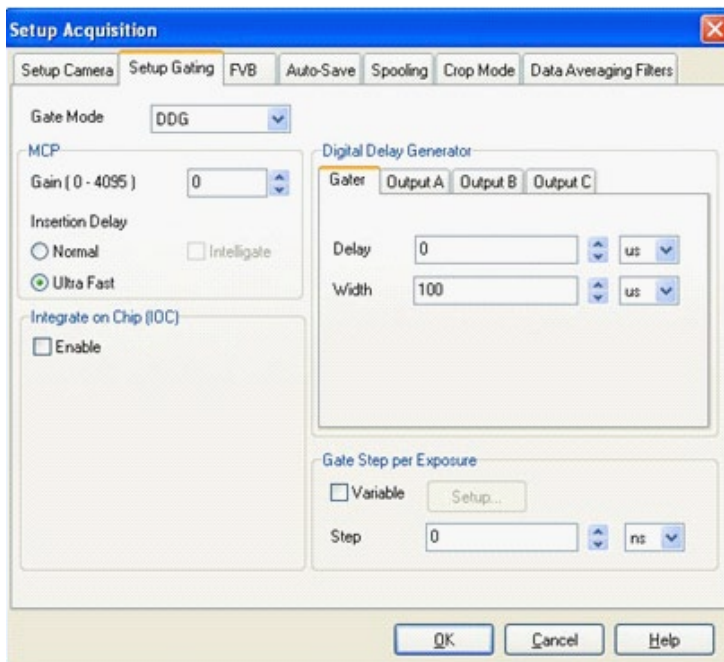 Setup Acquisition
Setup Camera Setup Gating FVB Auto-Save Spooling Crop Mode Data Averaging Filters
Gate Mode DDG
MCP
Gain ( 0 - 4095 ) 0
Insertion Delay
Normal Intelligate
Ultra Fast
Integrate on Chip (IOC)
Enable
Digital Delay Generator
Gater Output A Output B Output C
Delay 0 us
Width 100 us
Gate Step per Exposure
Variable Setup...
Step 0 ns
OK Cancel Help